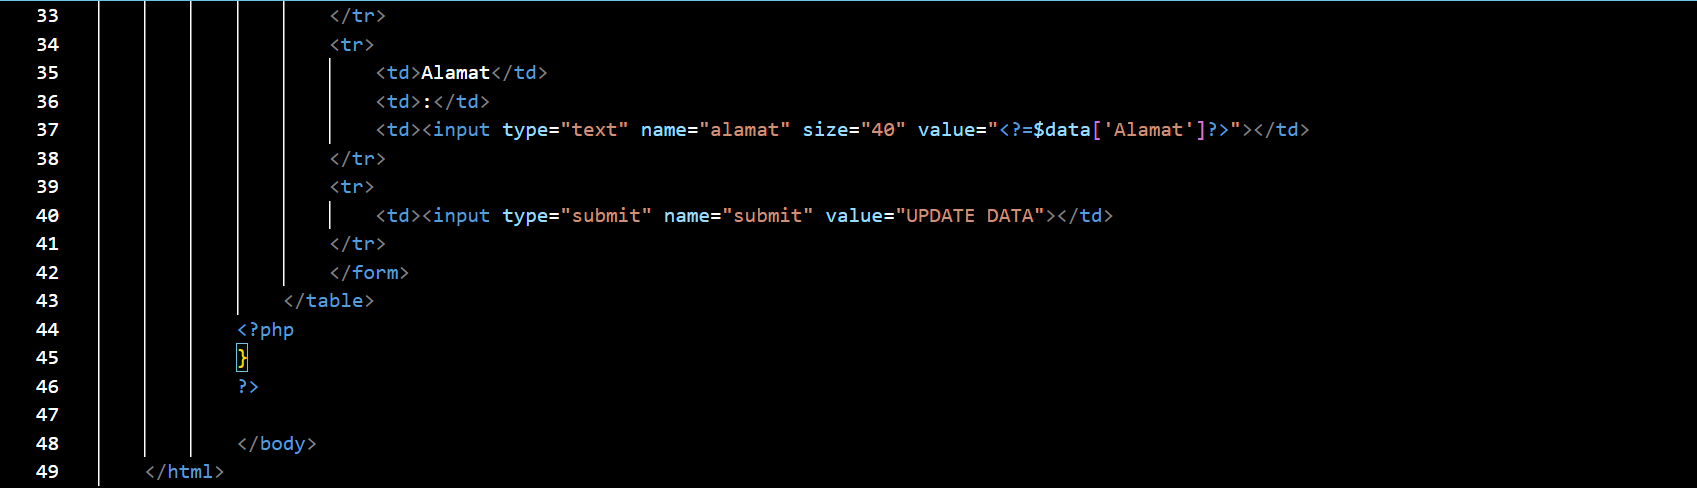 33 </tr>
34 <tr>
35 <td>Alamat</td>
36 <td>:</td>
37 <td><input type="text" name="alamat" size="40" value="<?=$data['Alamat']?>"></td>
38 </tr>
39 <tr>
40 <td><input type="submit" name="submit" value="UPDATE DATA"></td>
41 </tr>
42 </form>
43 </table>
44 <?php
45 }
46 ?>
47
48 </body>
49 </html>